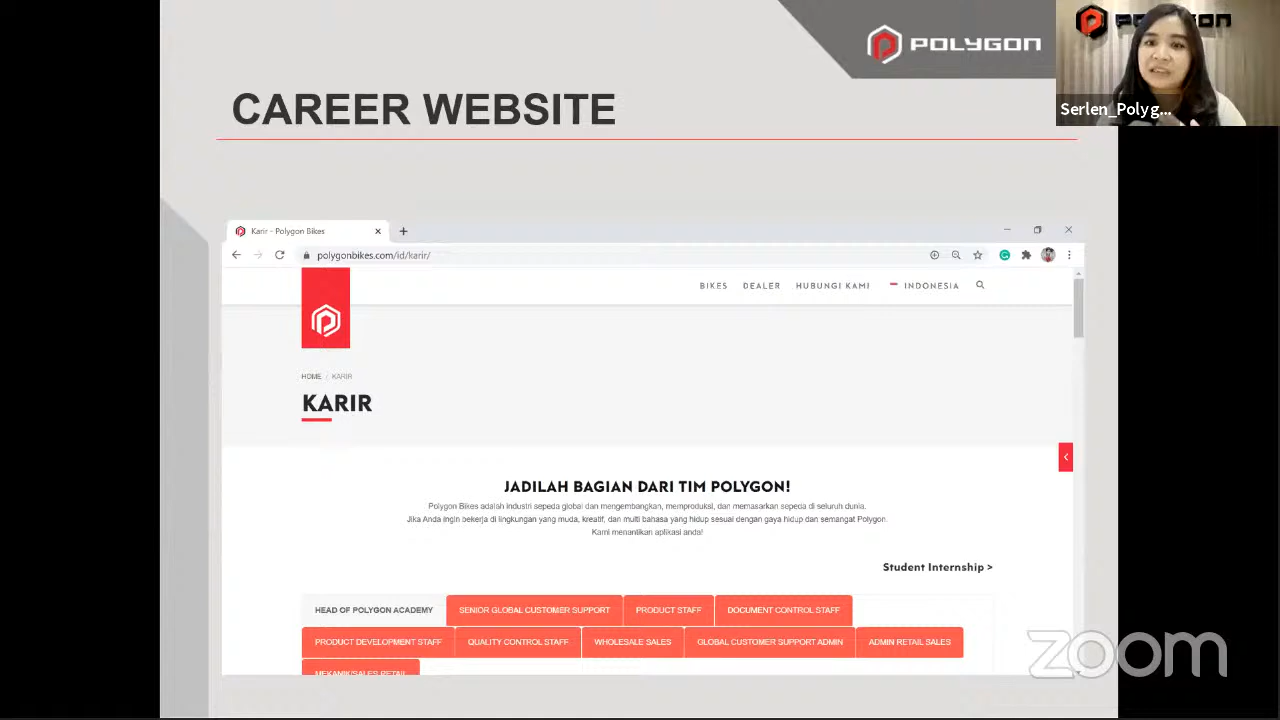 POLYGON
POLYGON
Serlen_Polyg...
CAREER WEBSITE
Karir - Polygon Bikes
polygonbikes.com/id/karir/
BIKES DEALER HUBUNGI KAMI INDONESIA
HOME / KARIR
KARIR
JADILAH BAGIAN DARI TIM POLYGON!
Polygon Bikes adalah industri sepeda global dan mengembangkan, memproduksi, dan memasarkan sepeda di seluruh dunia.
Jika Anda ingin bekerja di lingkungan yang muda, kreatif, dan multi bahasa yang hidup sesuai dengan gaya hidup dan semangat Polygon.
Kami menantikan aplikasi anda!
Student Internship >
HEAD OF POLYGON ACADEMY SENIOR GLOBAL CUSTOMER SUPPORT PRODUCT STAFF DOCUMENT CONTROL STAFF
PRODUCT DEVELOPMENT STAFF QUALITY CONTROL STAFF WHOLESALE SALES GLOBAL CUSTOMER SUPPORT ADMIN ADMIN RETAIL SALES
MEKANIK/SALES RETAIL
zoom